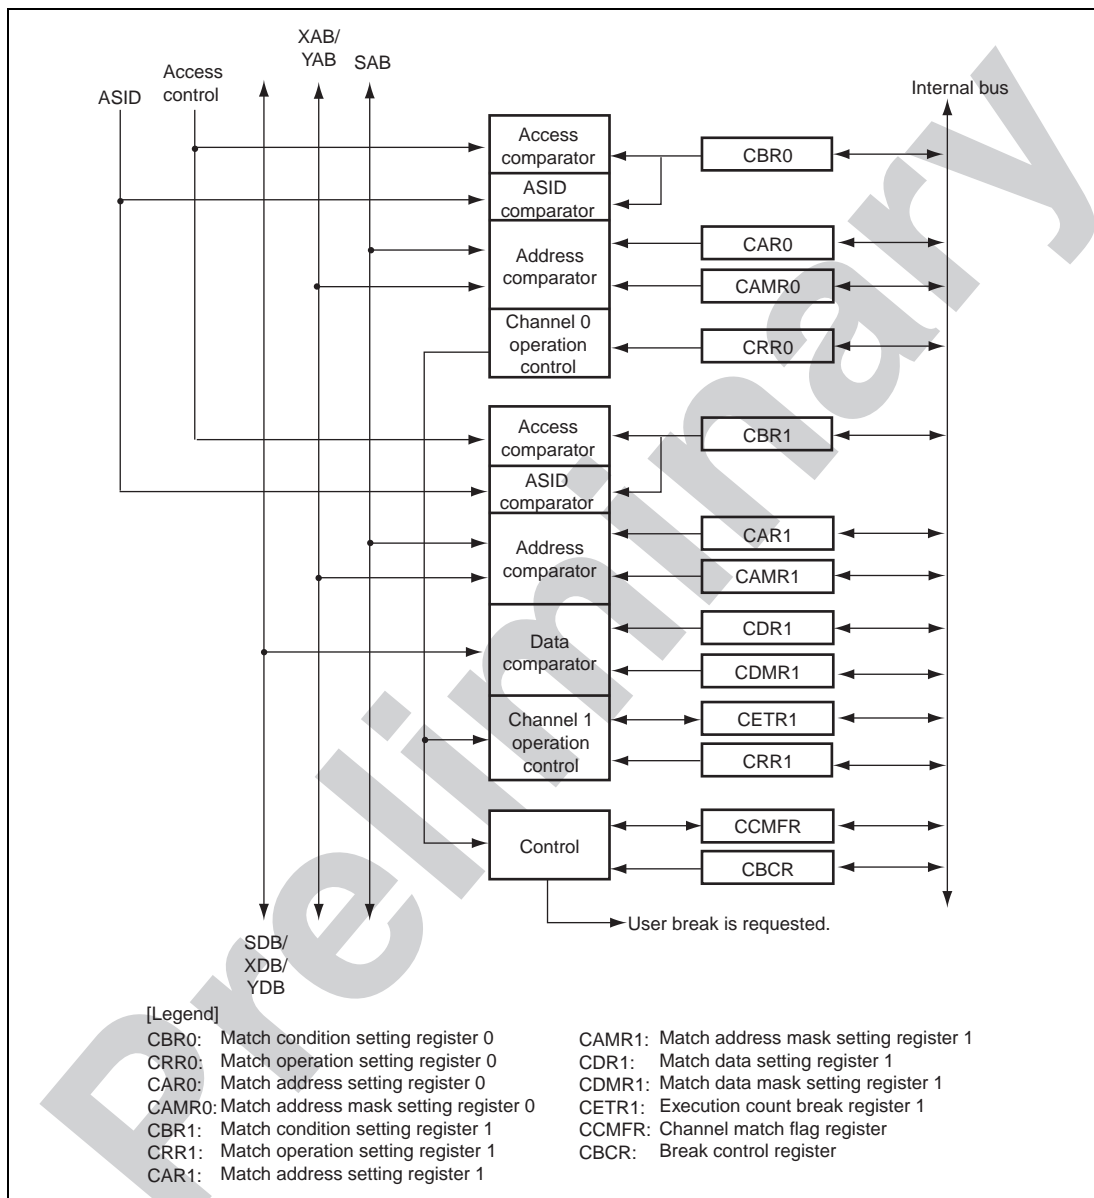 XAB/
YAB
SAB
Access
control
ASID
Internal bus
Access
comparator
CBR0
ASID
comparator
Address
comparator
CAR0
CAMR0
Channel 0
operation
control
CRR0
Access
comparator
CBR1
ASID
comparator
Address
comparator
CAR1
CAMR1
Data
comparator
CDR1
CDMR1
Channel 1
operation
control
CETR1
CRR1
Control
CCMFR
CBCR
User break is requested.
SDB/
XDB/
YDB
[Legend]
CBR0: Match condition setting register 0
CRR0: Match operation setting register 0
CAR0: Match address setting register 0
CAMR0: Match address mask setting register 0
CBR1: Match condition setting register 1
CRR1: Match operation setting register 1
CAR1: Match address setting register 1
CAMR1: Match address mask setting register 1
CDR1: Match data setting register 1
CDMR1: Match data mask setting register 1
CETR1: Execution count break register 1
CCMFR: Channel match flag register
CBCR: Break control register
Preliminary